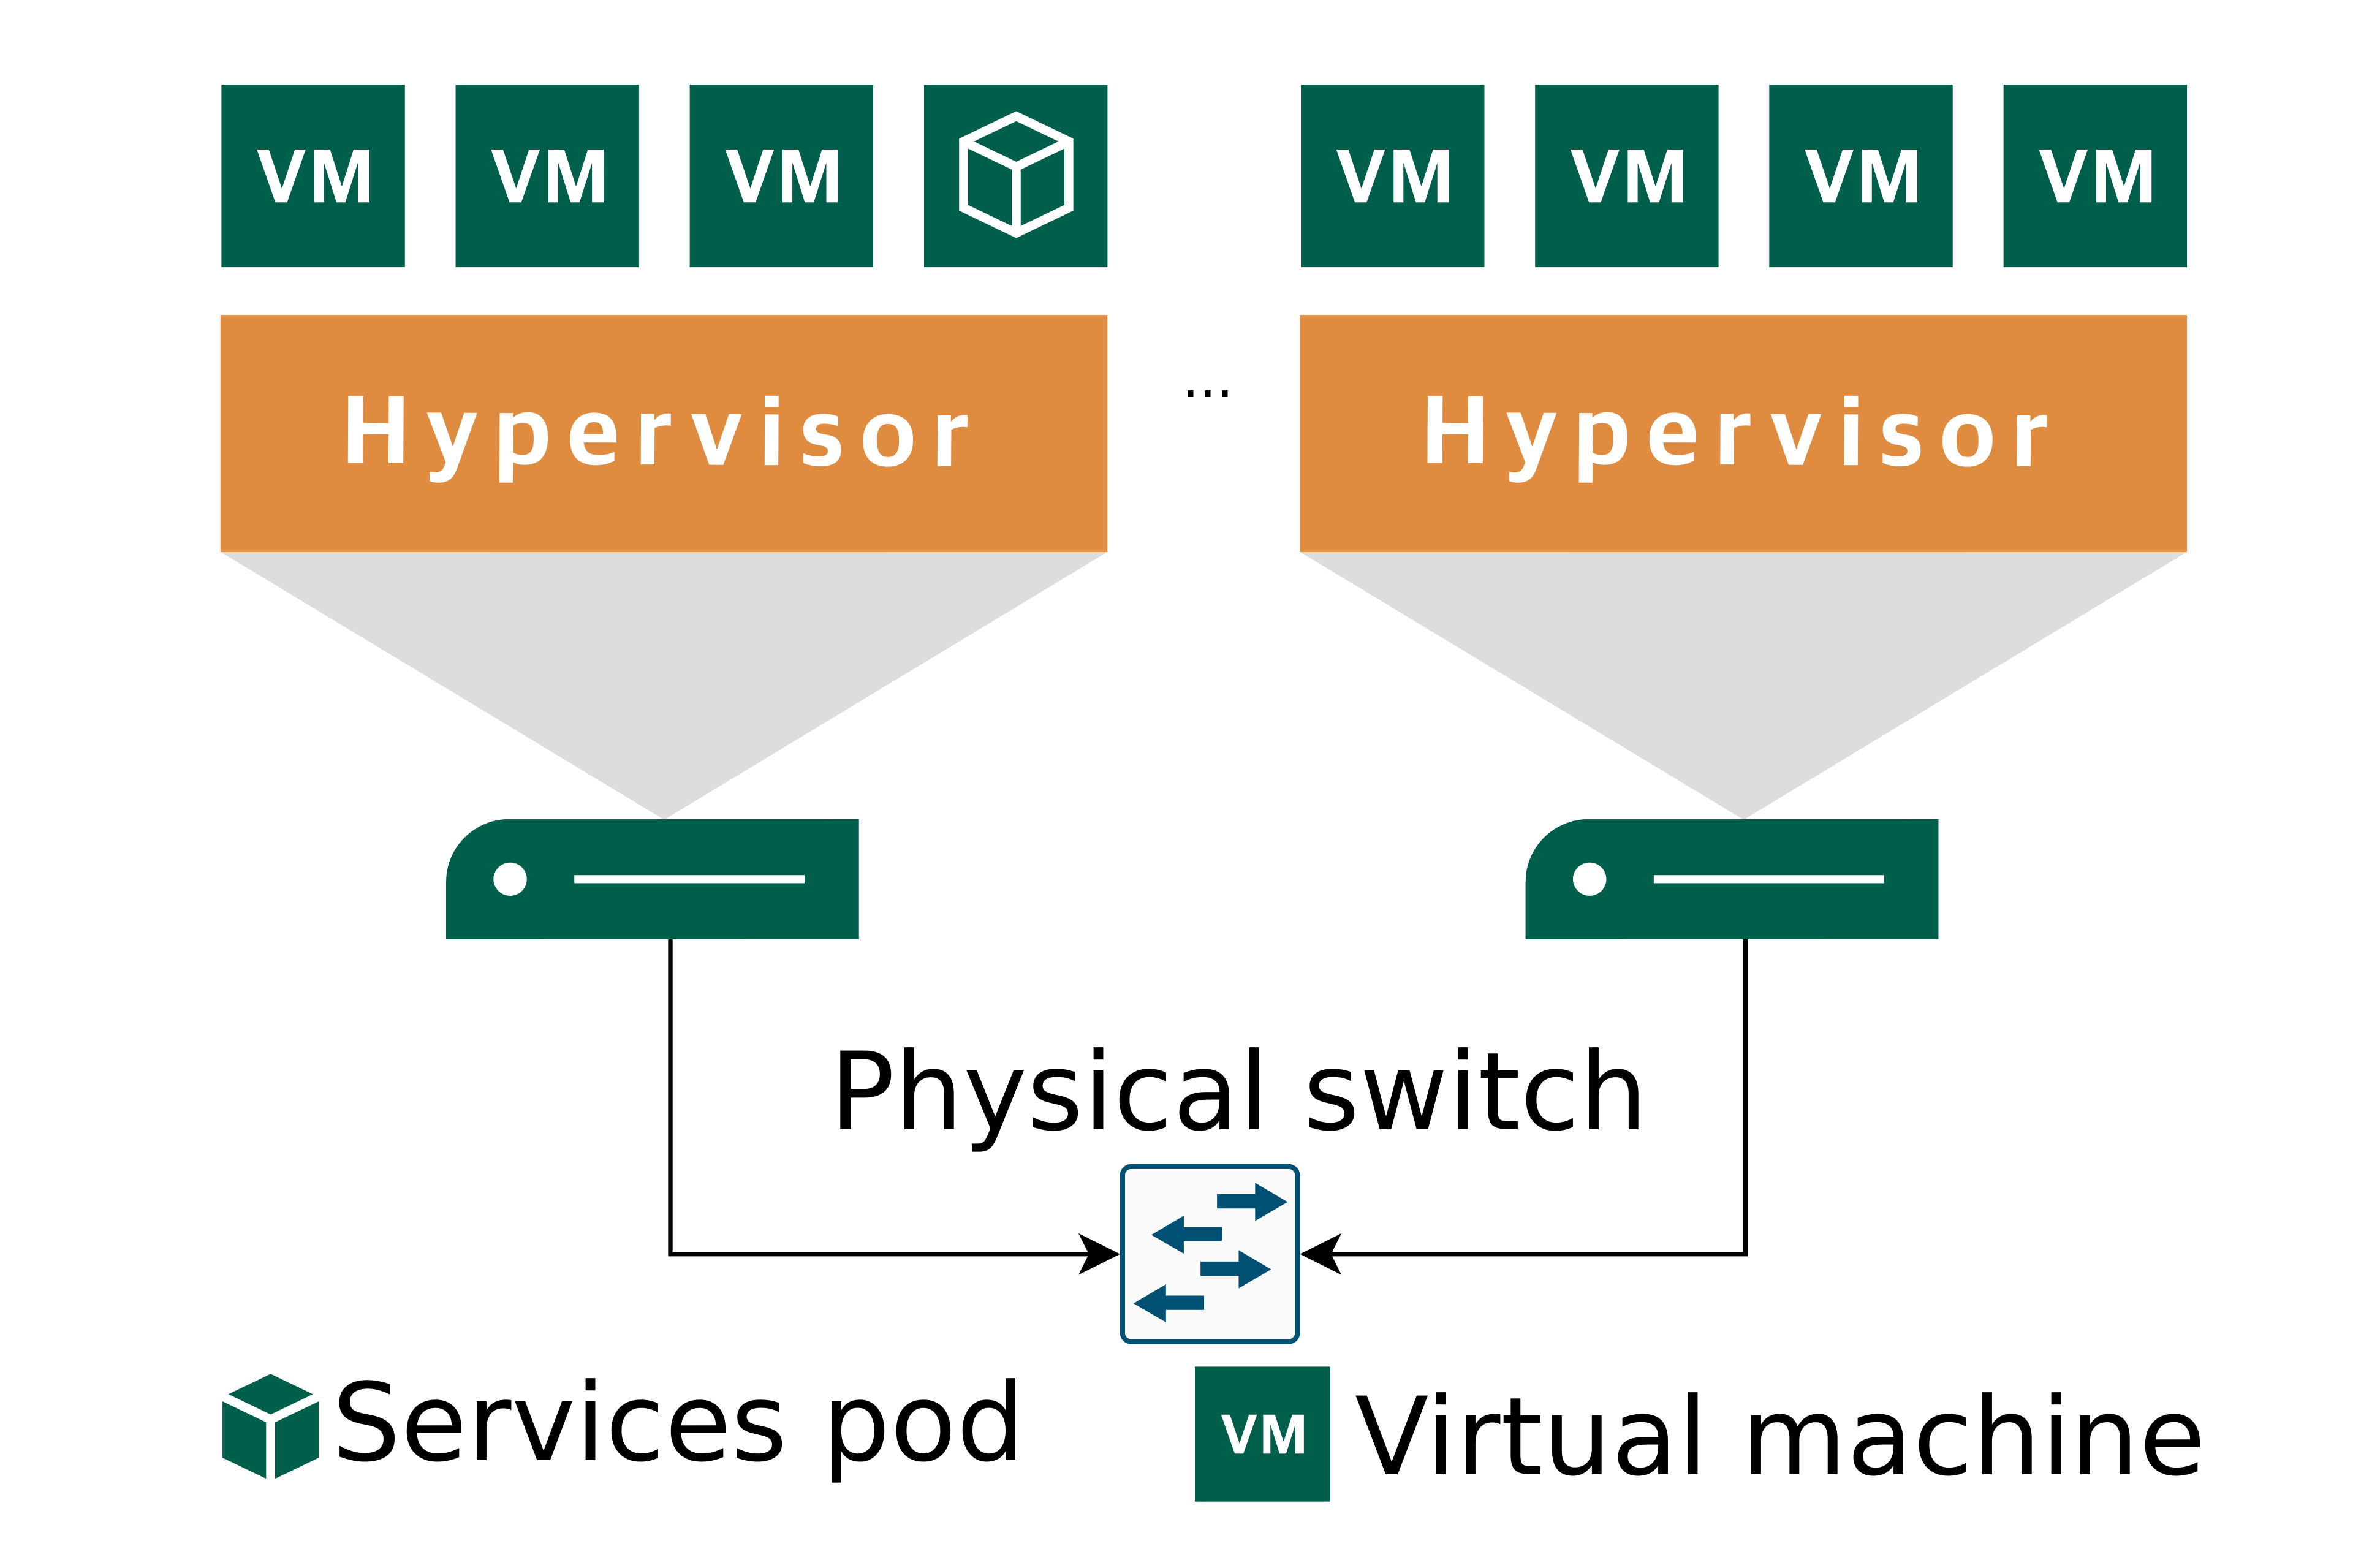 VM VM VM VM VM VM VM
Hypervisor ... Hypervisor
Physical switch
Services pod VM Virtual machine